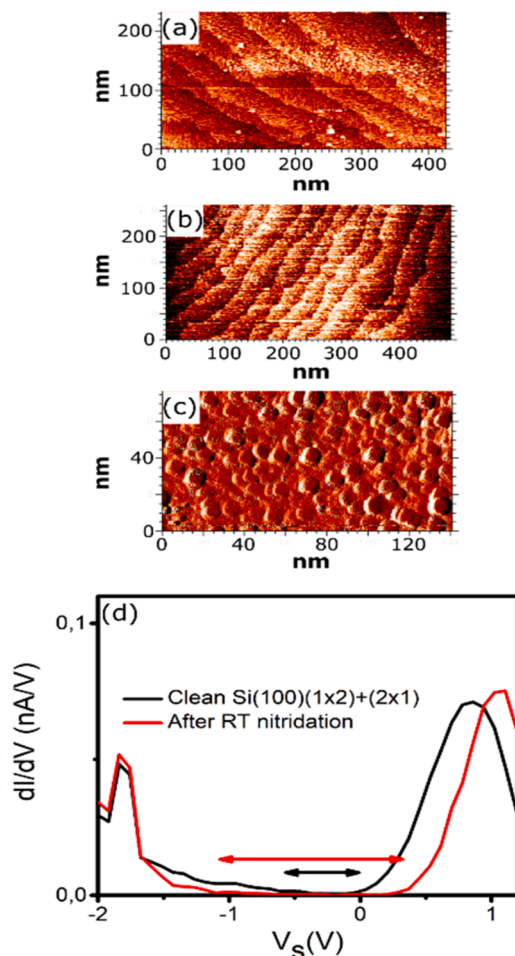 (a)
nm
200
100
0
0 100 200 300 400
nm
(b)
nm
200
100
0
0 100 200 300 400
nm
(c)
nm
40
0
0 40 80 120
nm
(d)
dI/dV (nA/V)
0,1
0,0
Clean Si(100)(1x2)+(2x1)
After RT nitridation
-2 -1 0 1
Vs(V)